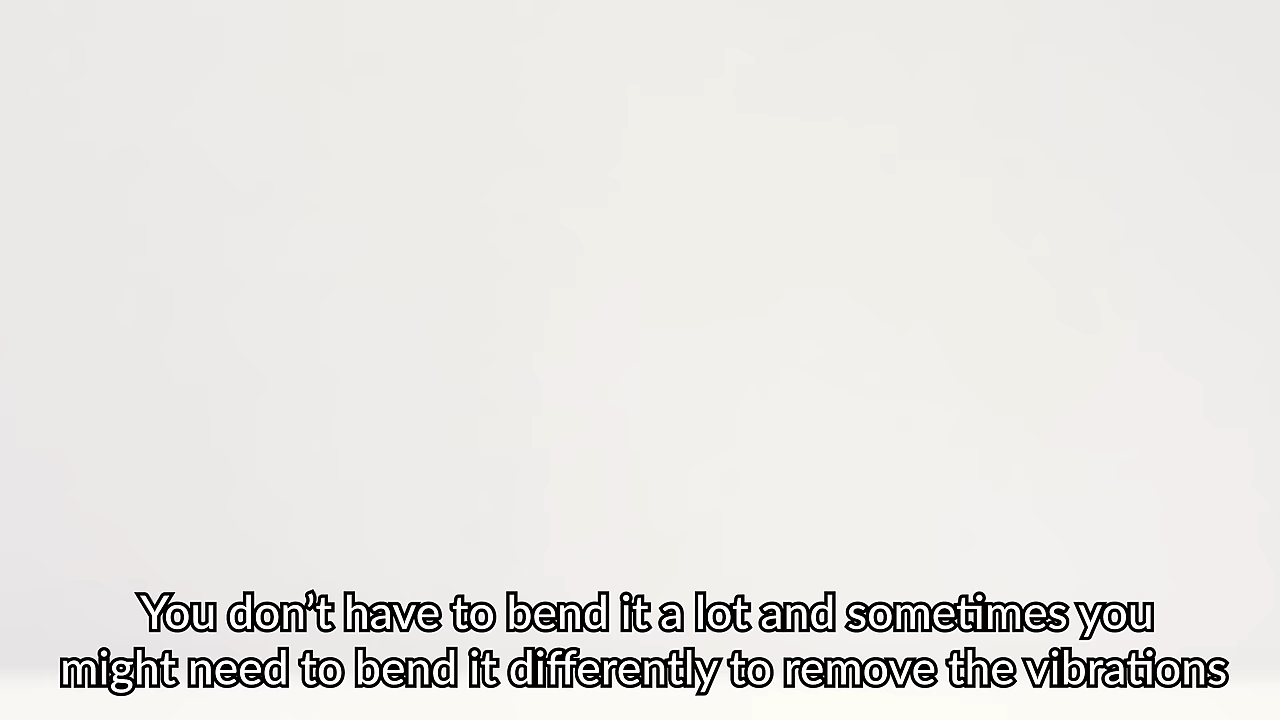 You don’t have to bend it a lot and sometimes you
might need to bend it differently to remove the vibrations